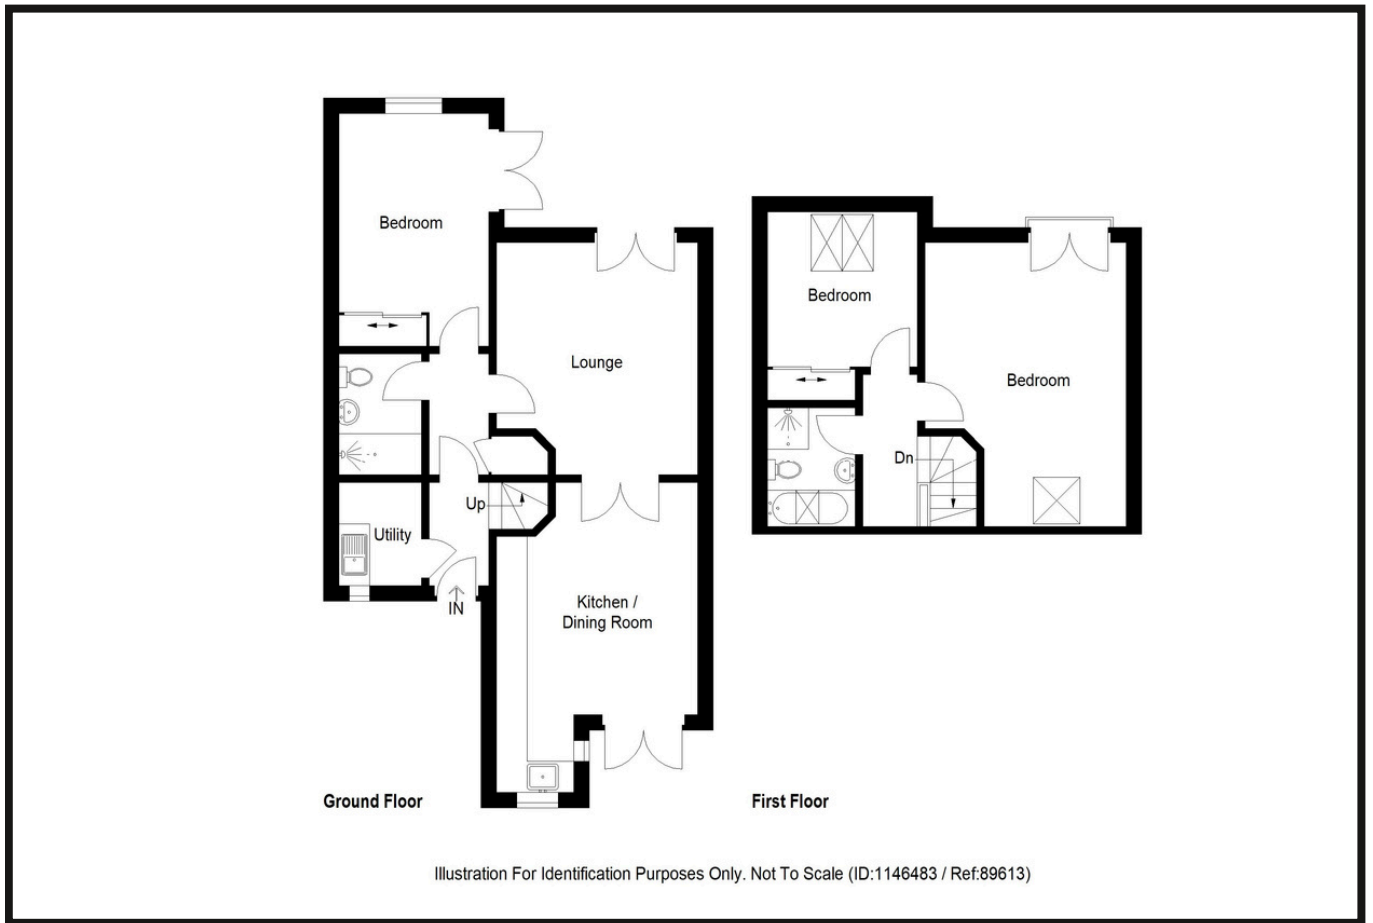 Bedroom
Lounge
Up
Utility
IN
Kitchen /
Dining Room
Ground Floor
Bedroom
Bedroom
Dn
First Floor
Illustration For Identification Purposes Only. Not To Scale (ID:1146483 / Ref:89613)